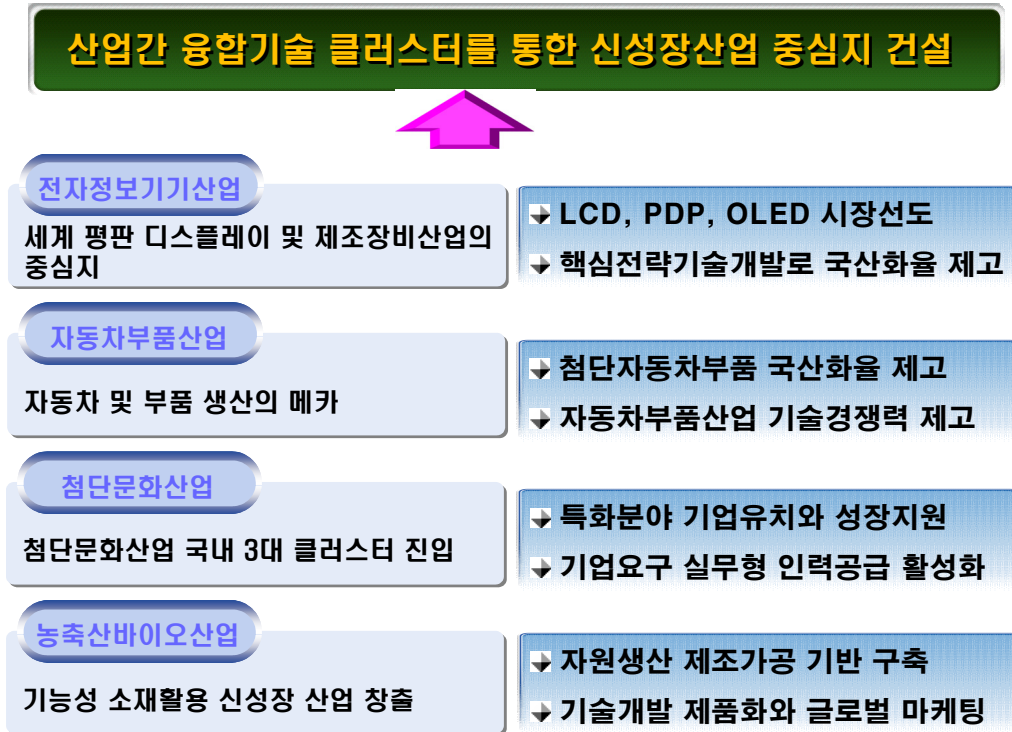 산업간 융합기술 클러스터를 통한 신성장산업 중심지 건설
전자정보기기산업
세계 평판 디스플레이 및 제조장비산업의
중심지
LCD, PDP, OLED 시장선도
핵심전략기술개발로 국산화율 제고
자동차부품산업
자동차 및 부품 생산의 메카
첨단자동차부품 국산화율 제고
자동차부품산업 기술경쟁력 제고
첨단문화산업
첨단문화산업 국내 3대 클러스터 진입
특화분야 기업유치와 성장지원
기업요구 실무형 인력공급 활성화
농축산바이오산업
기능성 소재활용 신성장 산업 창출
자원생산 제조가공 기반 구축
기술개발 제품화와 글로벌 마케팅